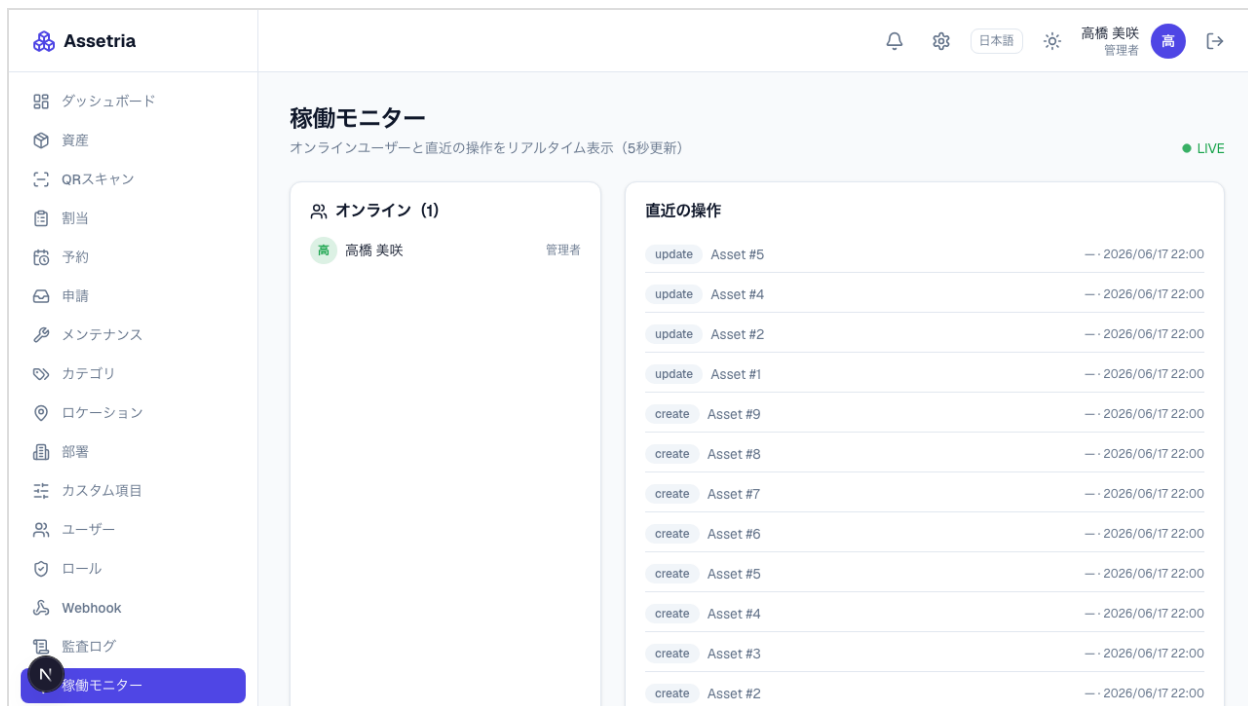 Assetria
日本語
高橋 美咲
管理者
高
ダッシュボード
資産
QRスキャン
割当
予約
申請
メンテナンス
カテゴリ
ロケーション
部署
カスタム項目
ユーザー
ロール
Webhook
監査ログ
稼働モニター
N
稼働モニター
オンラインユーザーと直近の操作をリアルタイム表示（5秒更新）
LIVE
オンライン（1）
高 高橋 美咲 管理者
直近の操作
update Asset #5 — · 2026/06/17 22:00
update Asset #4 — · 2026/06/17 22:00
update Asset #2 — · 2026/06/17 22:00
update Asset #1 — · 2026/06/17 22:00
create Asset #9 — · 2026/06/17 22:00
create Asset #8 — · 2026/06/17 22:00
create Asset #7 — · 2026/06/17 22:00
create Asset #6 — · 2026/06/17 22:00
create Asset #5 — · 2026/06/17 22:00
create Asset #4 — · 2026/06/17 22:00
create Asset #3 — · 2026/06/17 22:00
create Asset #2 — · 2026/06/17 22:00